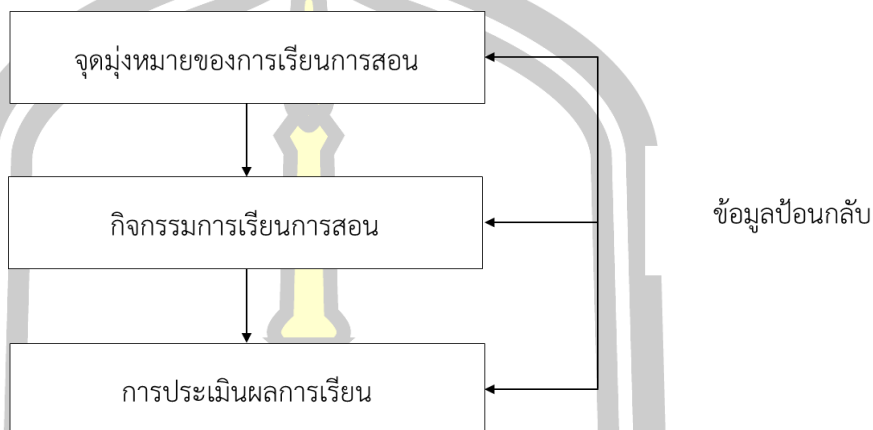 จุดมุ่งหมายของการเรียนการสอน
กิจกรรมการเรียนการสอน
ข้อมูลป้อนกลับ
การประเมินผลการเรียน